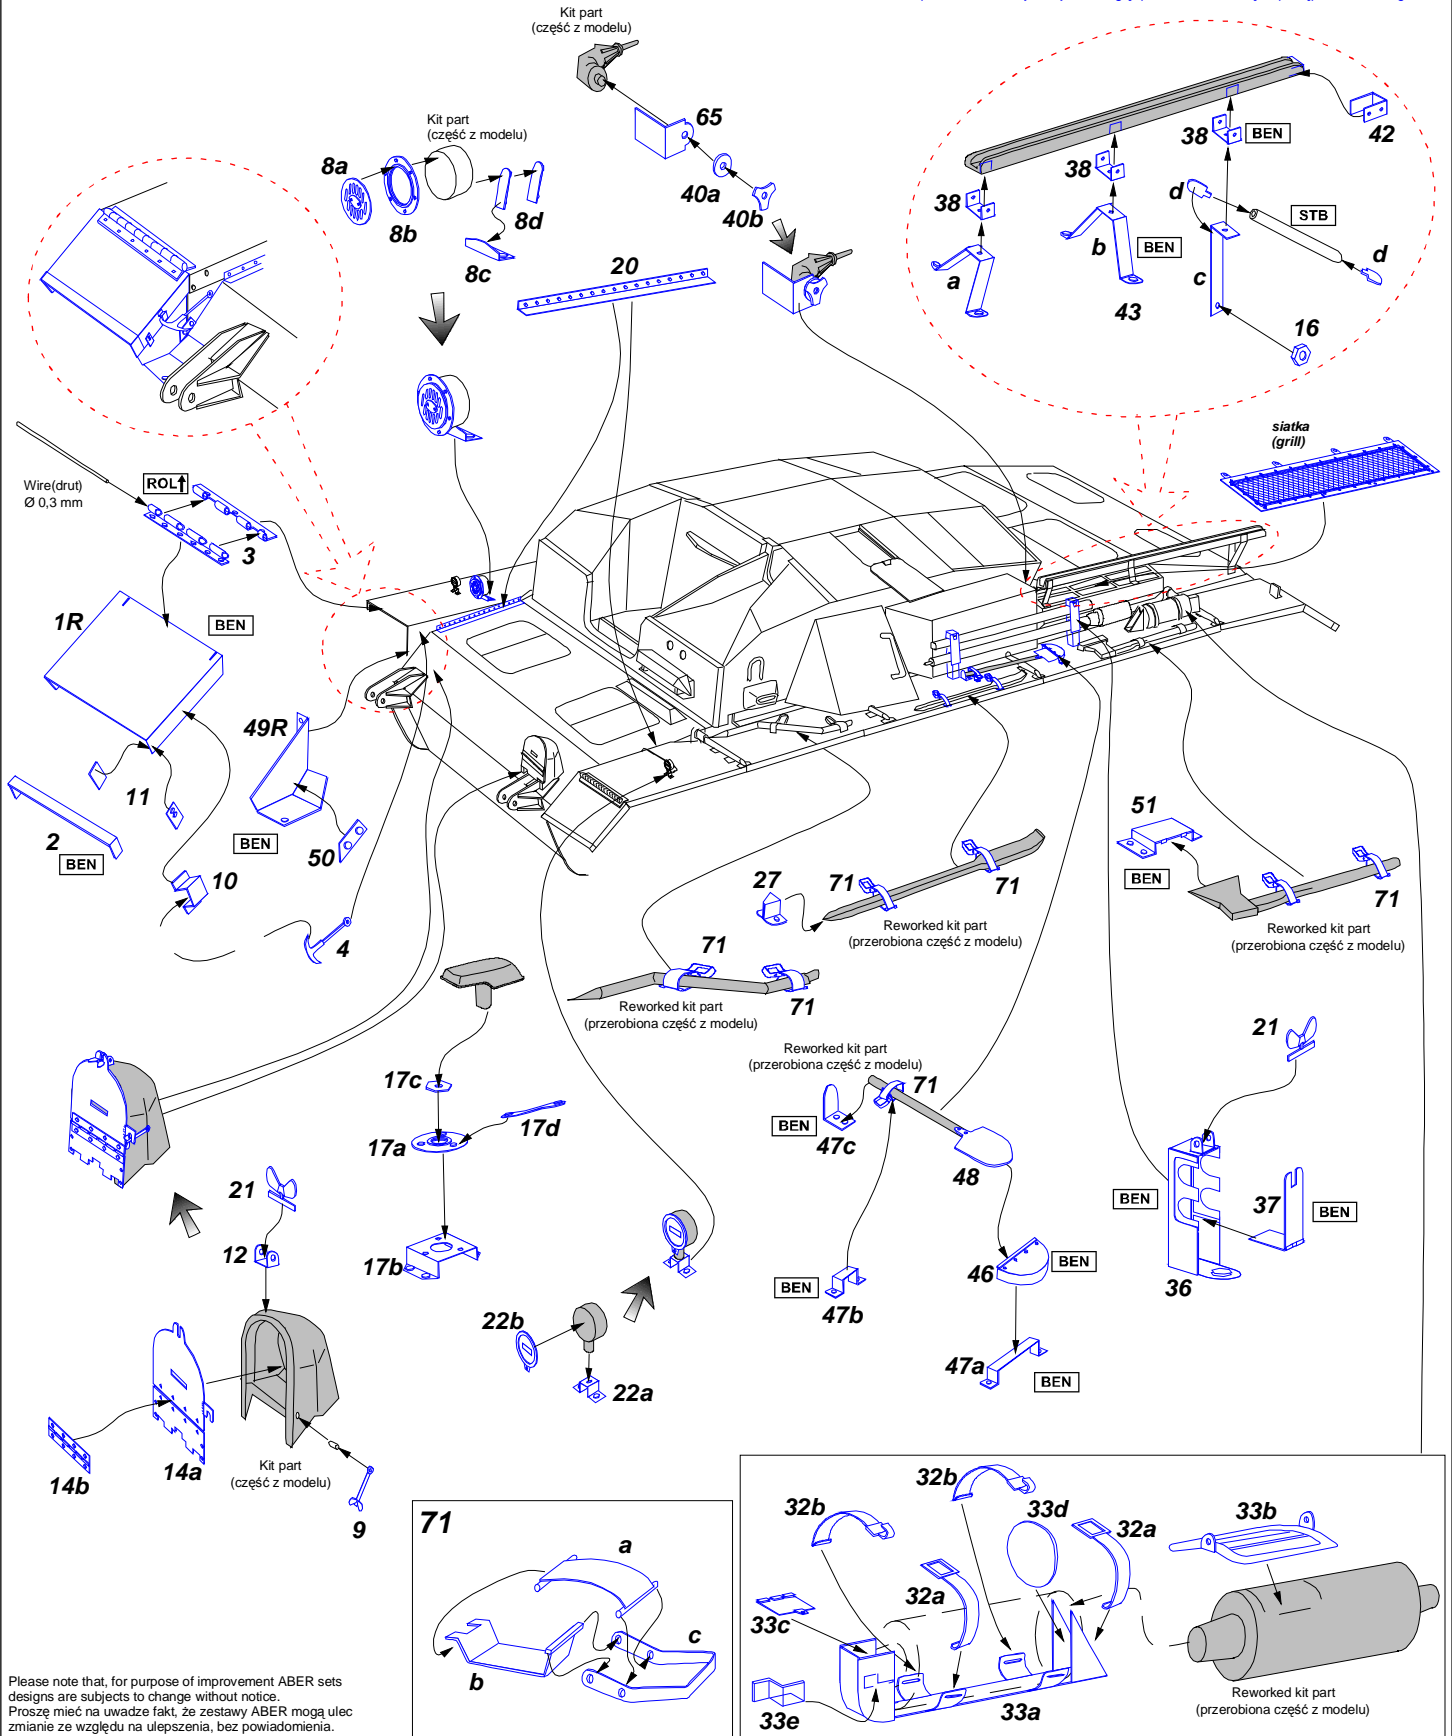 Kit part
(część z modelu)
65
40a
40b
Kit part
(część z modelu)
8a
8b
8c
8d
20
38
38
38
BEN
42
a
b
BEN
43
d
STB
d
c
16
siatka
(grill)
Wire(drut)
Ø 0,3 mm
ROL
3
1R
BEN
49R
11
2
BEN
BEN
50
10
4
27
71
71
Reworked kit part
(przerobiona część z modelu)
51
BEN
71
Reworked kit part
(przerobiona część z modelu)
71
71
Reworked kit part
(przerobiona część z modelu)
17c
17a
17d
17b
Reworked kit part
(przerobiona część z modelu)
71
BEN
47c
48
46
BEN
BEN
47b
47a
BEN
21
BEN
37
BEN
36
21
12
22b
22a
14b
14a
Kit part
(część z modelu)
9
71
a
b
c
32b
32b
33d
32a
33b
32a
33c
33e
33a
Reworked kit part
(przerobiona część z modelu)
Please note that, for purpose of improvement ABER sets
designs are subjects to change without notice.
Proszę mieć na uwadze fakt, że zestawy ABER mogą ulec
zmianie ze względu na ulepszenia, bez powiadomienia.